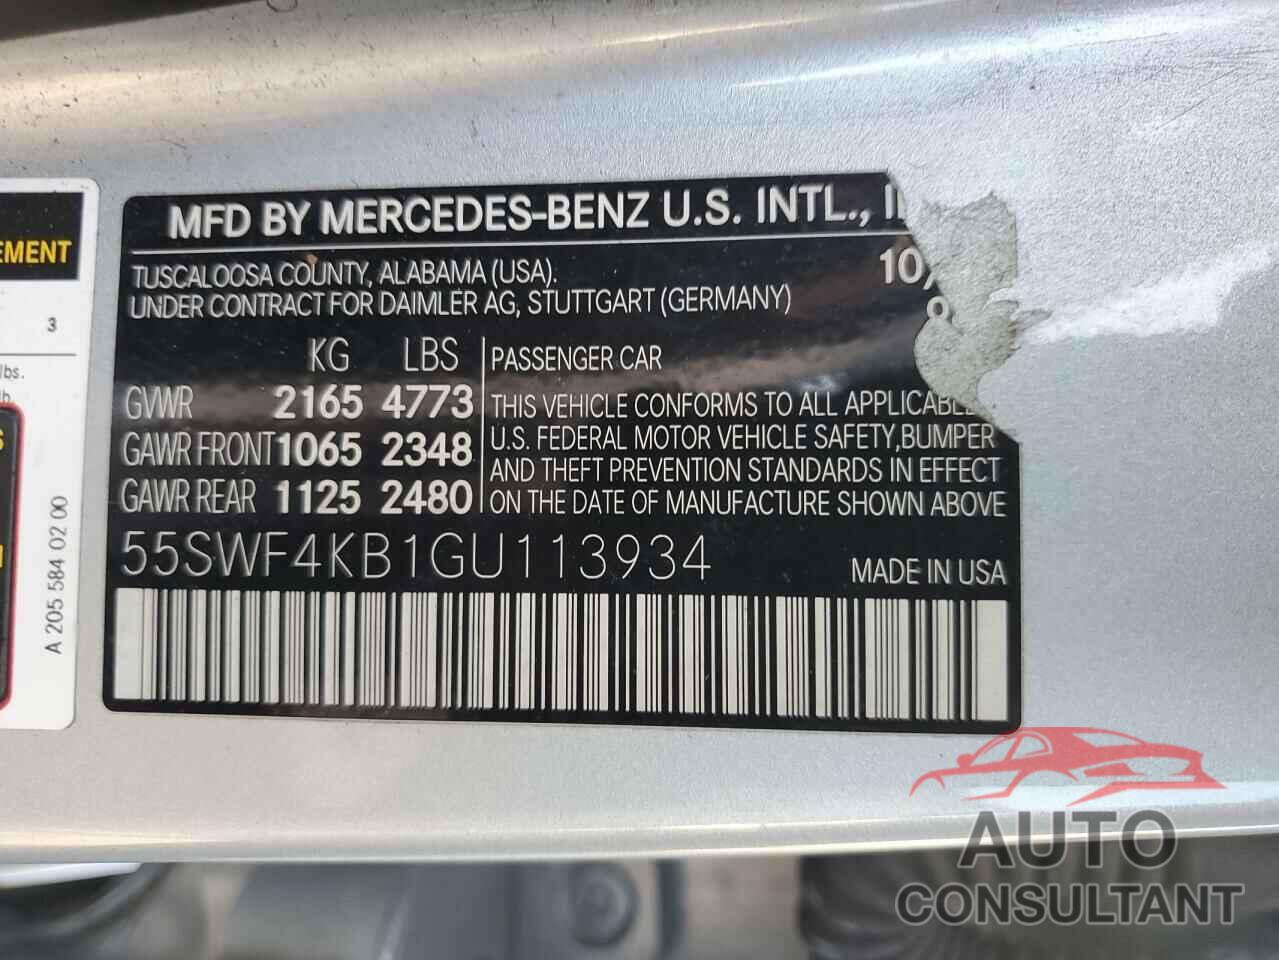 EMENT
3
lbs.
lb
A 205 584 02 00
MFD BY MERCEDES-BENZ U.S. INTL.,
TUSCALOOSA COUNTY, ALABAMA (USA).
10/
UNDER CONTRACT FOR DAIMLER AG, STUTTGART (GERMANY)
KG LBS
GVWR 2165 4773
GAWR FRONT 1065 2348
GAWR REAR 1125 2480
PASSENGER CAR
THIS VEHICLE CONFORMS TO ALL APPLICABLE
U.S. FEDERAL MOTOR VEHICLE SAFETY, BUMPER
AND THEFT PREVENTION STANDARDS IN EFFECT
ON THE DATE OF MANUFACTURE SHOWN ABOVE
55SWF4KB1GU113934
MADE IN USA
AUTO
CONSULTANT